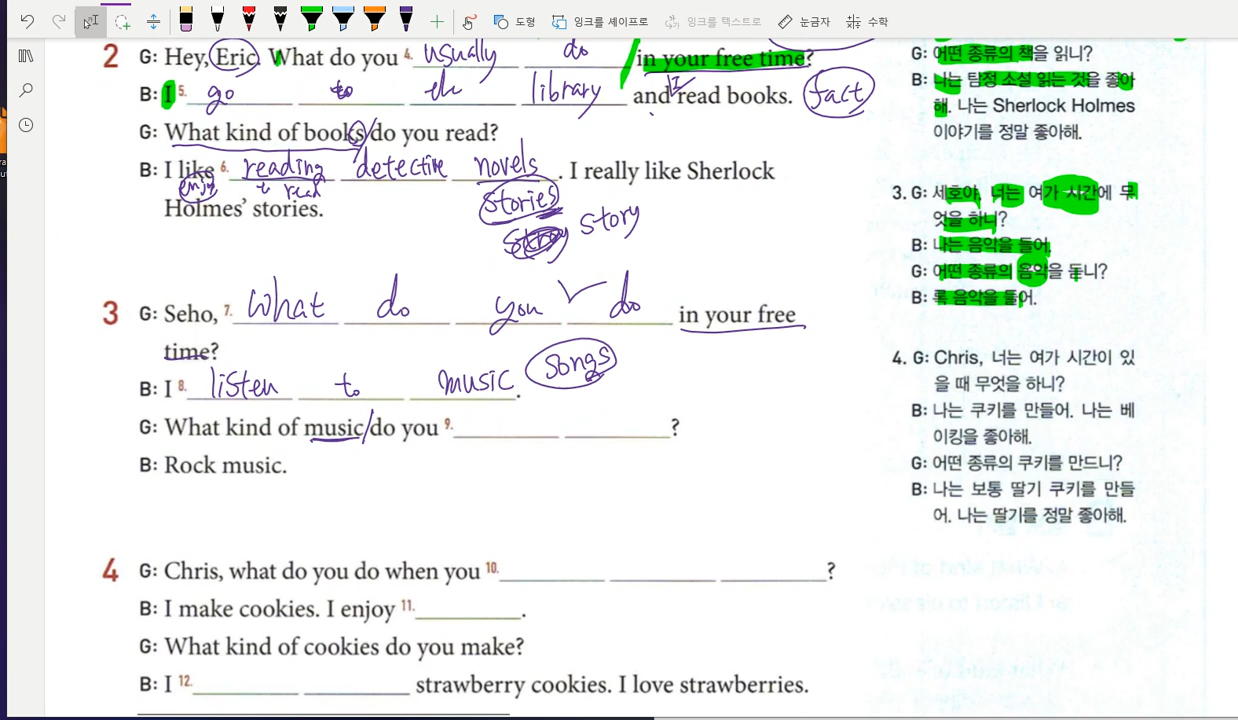 도형
잉크를 셰이프로
잉크를 텍스트로
눈금자
수학
2 G: Hey, Eric. What do you 4. usually do in your free time?
B: I 5. go to the library and read books. fact
G: What kind of books do you read?
B: I like 6. reading detective novels. I really like Sherlock
enjoy to read stories
Holmes' stories.
story
3 G: Seho, 7. What do you do in your free
time?
B: I 8. listen to music. songs
G: What kind of music do you 9. ?
B: Rock music.
4 G: Chris, what do you do when you 10. ?
B: I make cookies. I enjoy 11. .
G: What kind of cookies do you make?
B: I 12. strawberry cookies. I love strawberries.
G: 어떤 종류의 책을 읽니?
B: 나는 탐정 소설 읽는 것을 좋아
해. 나는 Sherlock Holmes
이야기를 정말 좋아해.
3. G: 세호야, 너는 여가 시간에 무
엇을 하니?
B: 나는 음악을 들어.
G: 어떤 종류의 음악을 듣니?
B: 록 음악을 들어.
4. G: Chris, 너는 여가 시간이 있
을 때 무엇을 하니?
B: 나는 쿠키를 만들어. 나는 베
이킹을 좋아해.
G: 어떤 종류의 쿠키를 만드니?
B: 나는 보통 딸기 쿠키를 만들
어. 나는 딸기를 정말 좋아해.